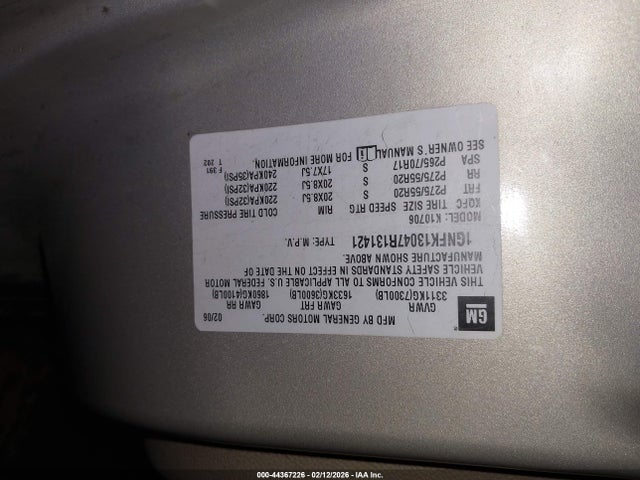 GM
MFD BY GENERAL MOTORS CORP. 02/06
GVWR GAWR FRT GAWR RR
3311KG(7300LB) 1633KG(3600LB) 1860KG(4100LB)
THIS VEHICLE CONFORMS TO ALL APPLICABLE U.S. FEDERAL MOTOR
VEHICLE SAFETY STANDARDS IN EFFECT ON THE DATE OF
MANUFACTURE SHOWN ABOVE.
1GNFK13047R131421 TYPE: M.P.V.
MODEL: K10706
KQFC TIRE SIZE SPEED RTG RIM COLD TIRE PRESSURE
FRT P275/55R20 S 20X8.5J 220KPA(32PSI)
RR P275/55R20 S 20X8.5J 220KPA(32PSI)
SPA P265/70R17 S 17X7.5J 240KPA(35PSI)
SEE OWNER'S MANUAL FOR MORE INFORMATION. T 292 F 391
000-44367226 - 02/12/2026 - IAA Inc.